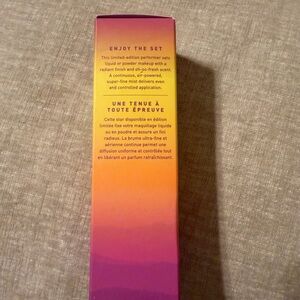 ENJOY THE SET
This limited-edition performer sets
liquid or powder makeup with a
radiant finish and oh-so-fresh scent.
A continuous, air-powered,
super-fine mist delivers even
and controlled application.
UNE TENUE À
TOUTE ÉPREUVE
Cette star disponible en édition
limitée fixe votre maquillage liquide
ou en poudre et assure un fini
radieux. La brume ultra-fine et
aérienne continue permet une
diffusion uniforme et contrôlée tout
en libérant un parfum rafraîchissant.